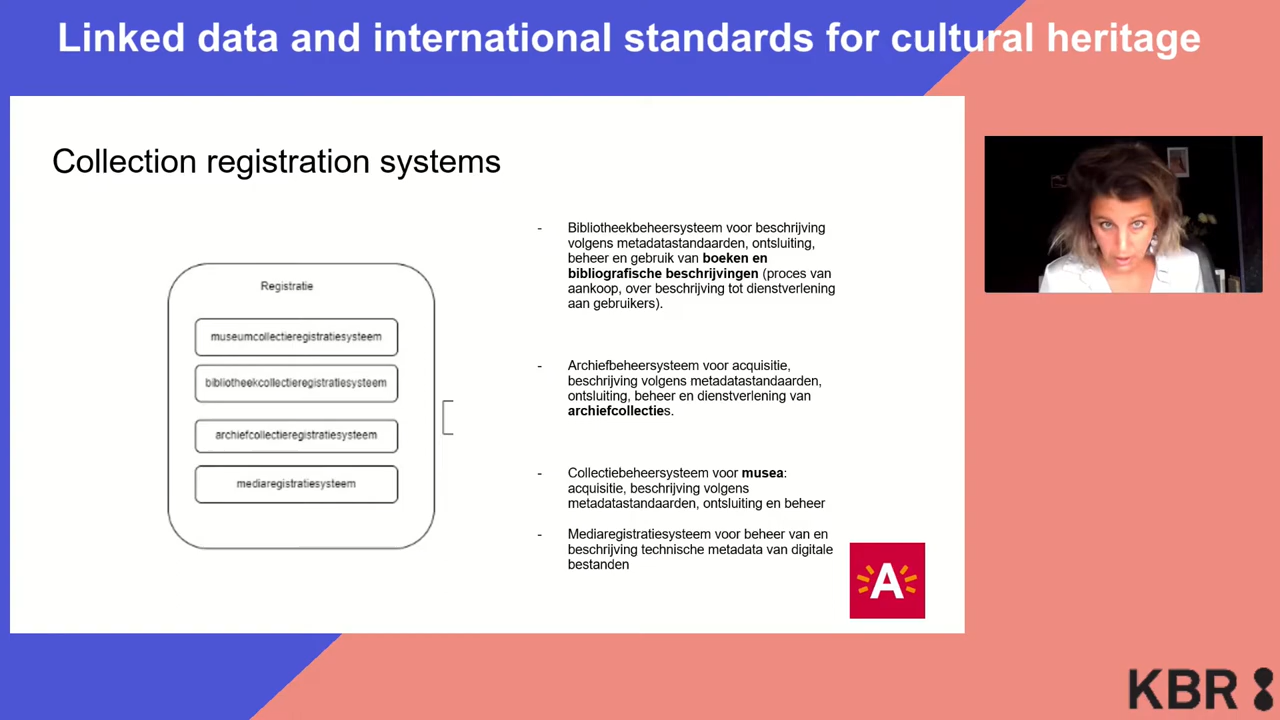 Linked data and international standards for cultural heritage
Collection registration systems
Registratie
museumcollectieregistratiesysteem
bibliotheekcollectieregistratiesysteem
archiefcollectieregistratiesysteem
mediaregistratiesysteem
- Bibliotheekbeheersysteem voor beschrijving
volgens metadatastandaarden, ontsluiting,
beheer en gebruik van boeken en
bibliografische beschrijvingen (proces van
aankoop, over beschrijving tot dienstverlening
aan gebruikers).
- Archiefbeheersysteem voor acquisitie,
beschrijving volgens metadatastandaarden,
ontsluiting, beheer en dienstverlening van
archiefcollecties.
- Collectiebeheersysteem voor musea:
acquisitie, beschrijving volgens
metadatastandaarden, ontsluiting en beheer
- Mediaregistratiesysteem voor beheer van en
beschrijving technische metadata van digitale
bestanden
A
KBR